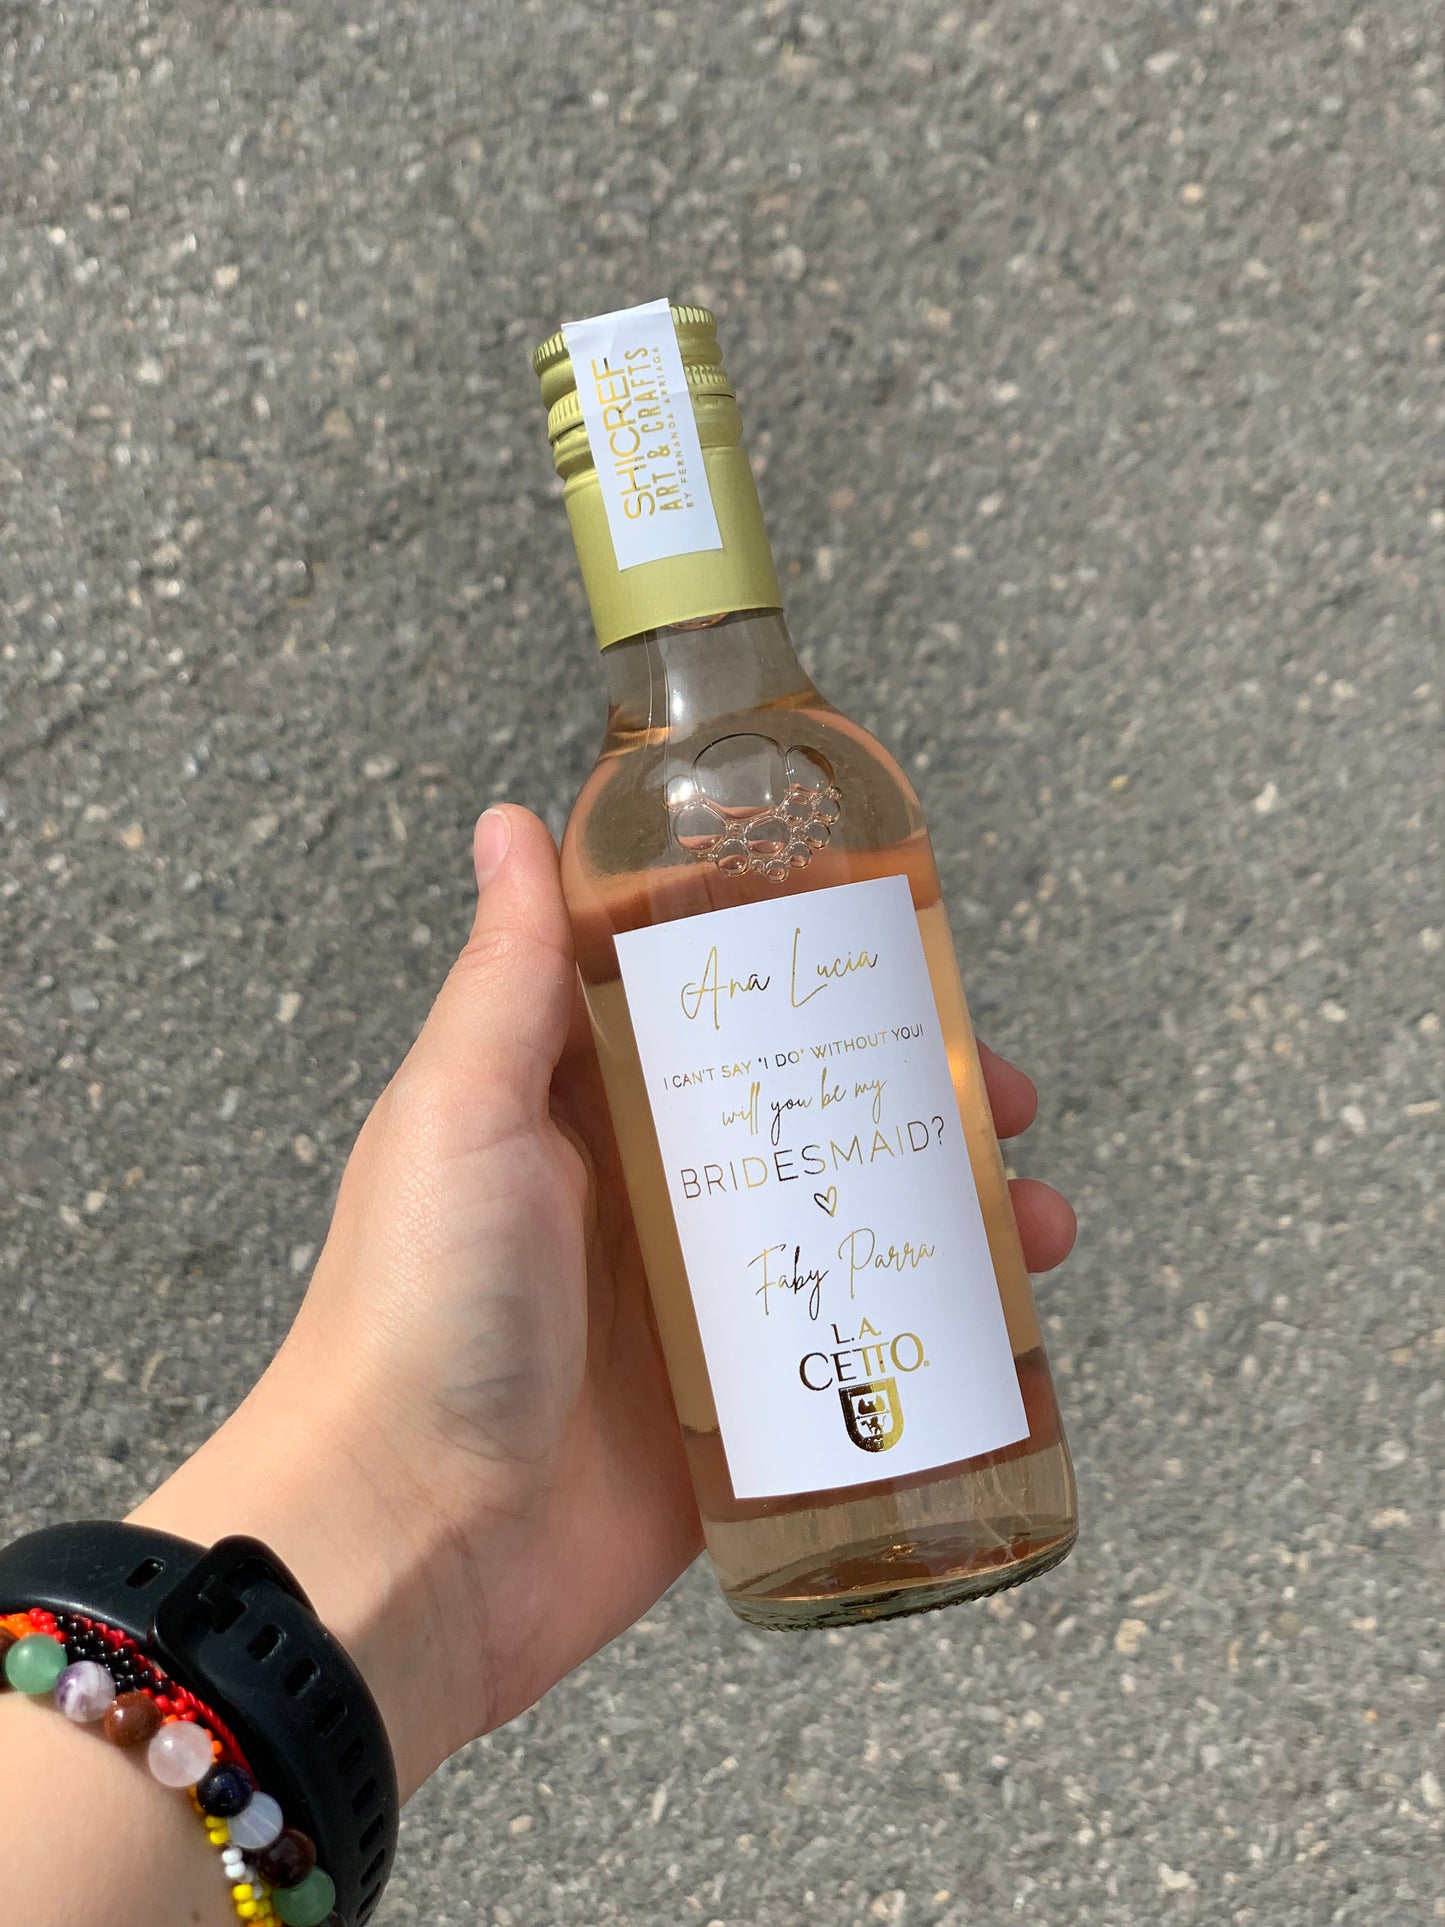 SHICREF
ART & CRAFTS
BY FERNANDA ARRIAGA
Ana Lucia
I CAN'T SAY "I DO" WITHOUT YOU!
will you be my
BRIDESMAID?
Faby Parra
L.A.
CETTO®